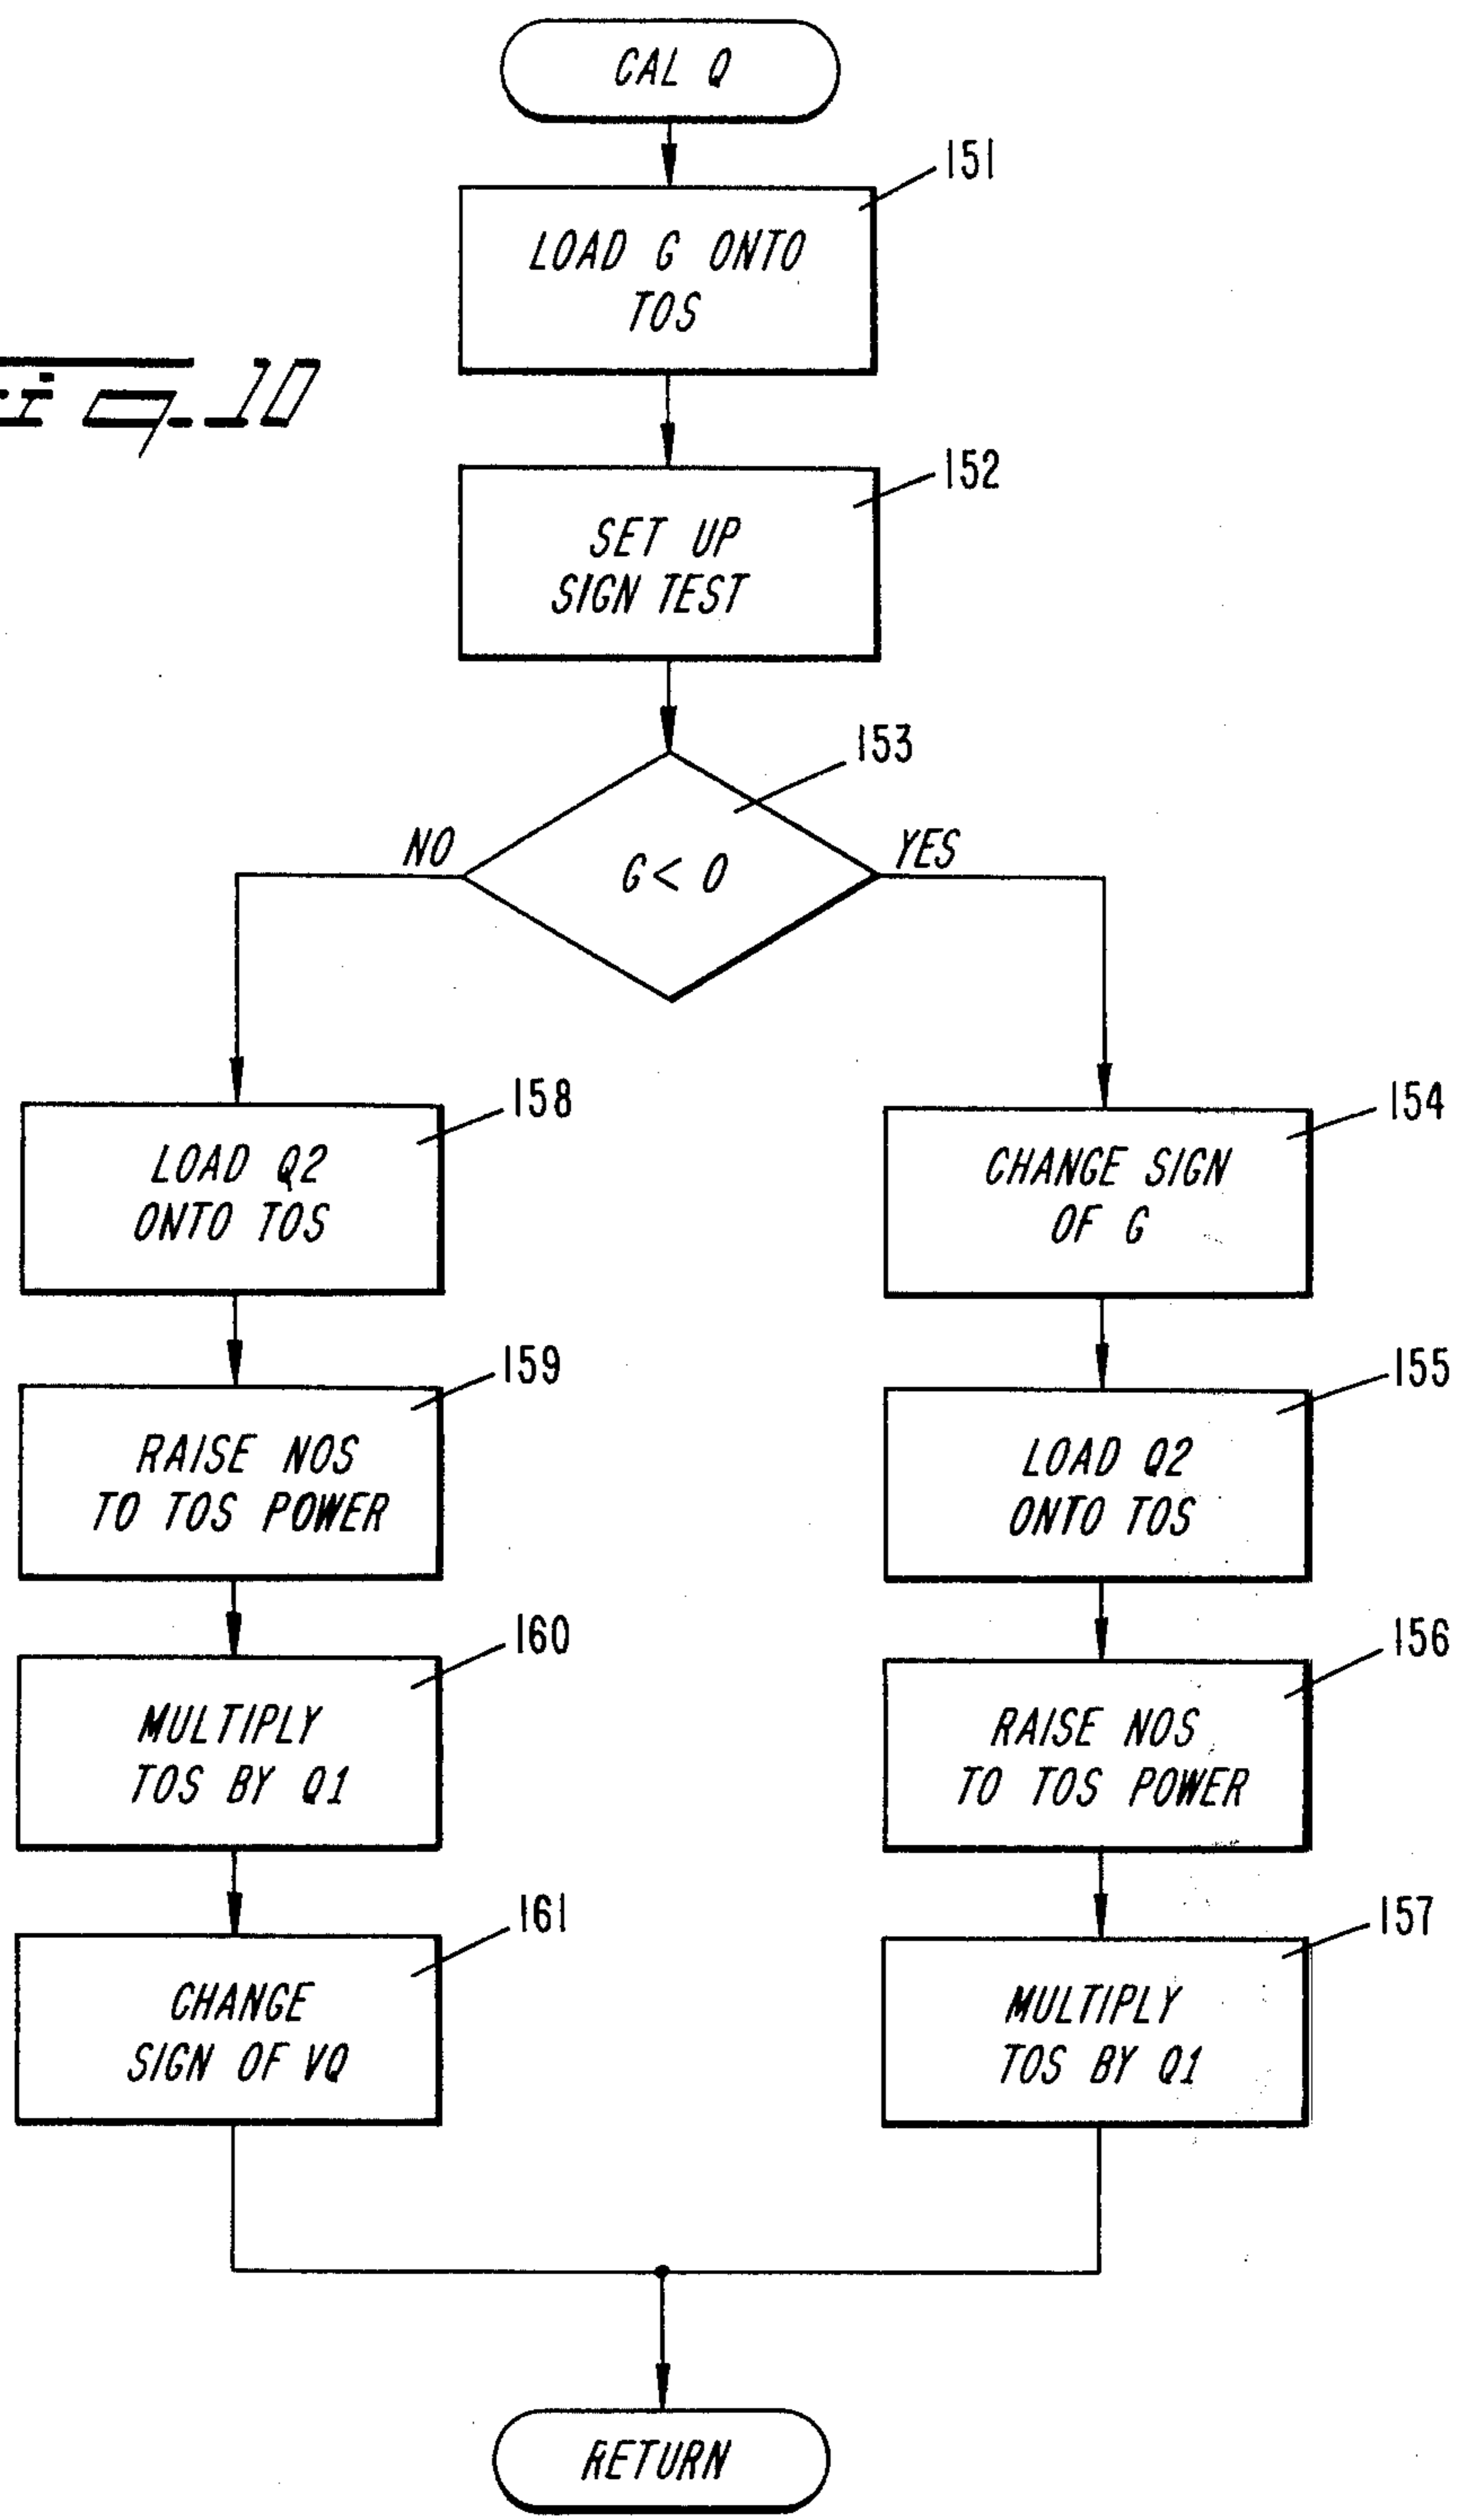 CAL Q
151
LOAD G ONTO
TOS
Fig. 10
152
SET UP
SIGN TEST
153
NO
G < 0
YES
158
LOAD Q2
ONTO TOS
159
RAISE NOS
TO TOS POWER
160
MULTIPLY
TOS BY Q1
161
CHANGE
SIGN OF VQ
154
CHANGE SIGN
OF G
155
LOAD Q2
ONTO TOS
156
RAISE NOS
TO TOS POWER
157
MULTIPLY
TOS BY Q1
RETURN